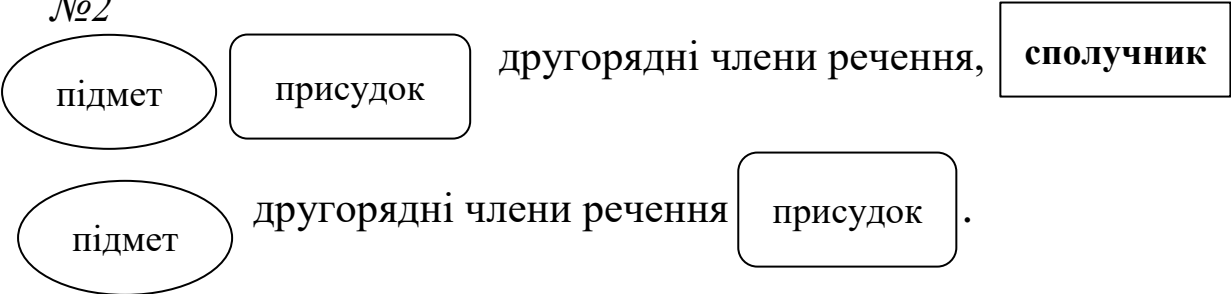 №2
підмет присудок другорядні члени речення, сполучник
підмет другорядні члени речення присудок .